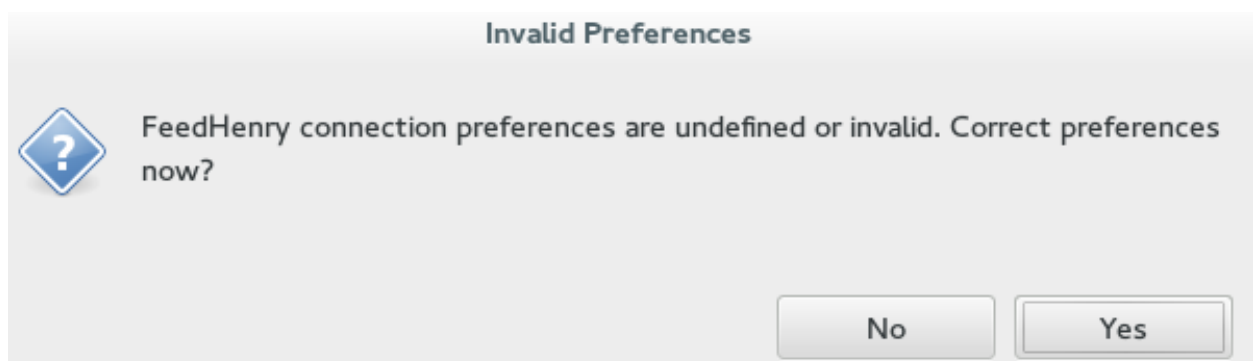 Invalid Preferences
FeedHenry connection preferences are undefined or invalid. Correct preferences
now?
No Yes